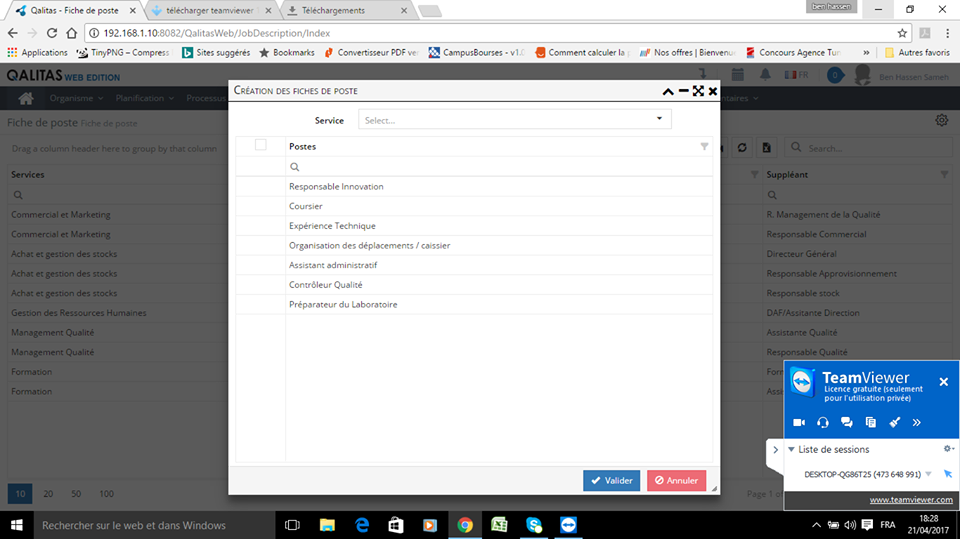 Qalitas - Fiche de poste
télécharger teamviewer
Téléchargements
ben hassen
192.168.1.10:8082/QalitasWeb/JobDescription/Index
Applications
TinyPNG – Compress
Sites suggérés
Bookmarks
Convertisseur PDF ver
CampusBourses - v1.0
Comment calculer la
Nos offres | Bienvenue
Concours Agence Tun
Autres favoris
QALITAS WEB EDITION
FR
0
Ben Hassen Sameh
Organisme
Planification
Processus
Fiche de poste Fiche de poste
Drag a column header here to group by that column
Search...
Services
Suppléant
Commercial et Marketing
R. Management de la Qualité
Commercial et Marketing
Responsable Commercial
Achat et gestion des stocks
Directeur Général
Achat et gestion des stocks
Responsable Approvisionnement
Achat et gestion des stocks
Responsable stock
Gestion des Ressources Humaines
DAF/Assitante Direction
Management Qualité
Assistante Qualité
Management Qualité
Responsable Qualité
Formation
Formation
10
20
50
100
Page 1 of
CRÉATION DES FICHES DE POSTE
Service
Select...
Postes
Responsable Innovation
Coursier
Expérience Technique
Organisation des déplacements / caissier
Assistant administratif
Contrôleur Qualité
Préparateur du Laboratoire
Valider
Annuler
TeamViewer
Licence gratuite (seulement
pour l'utilisation privée)
Liste de sessions
DESKTOP-QG86T25 (473 648 991)
www.teamviewer.com
Rechercher sur le web et dans Windows
FRA
18:28
21/04/2017